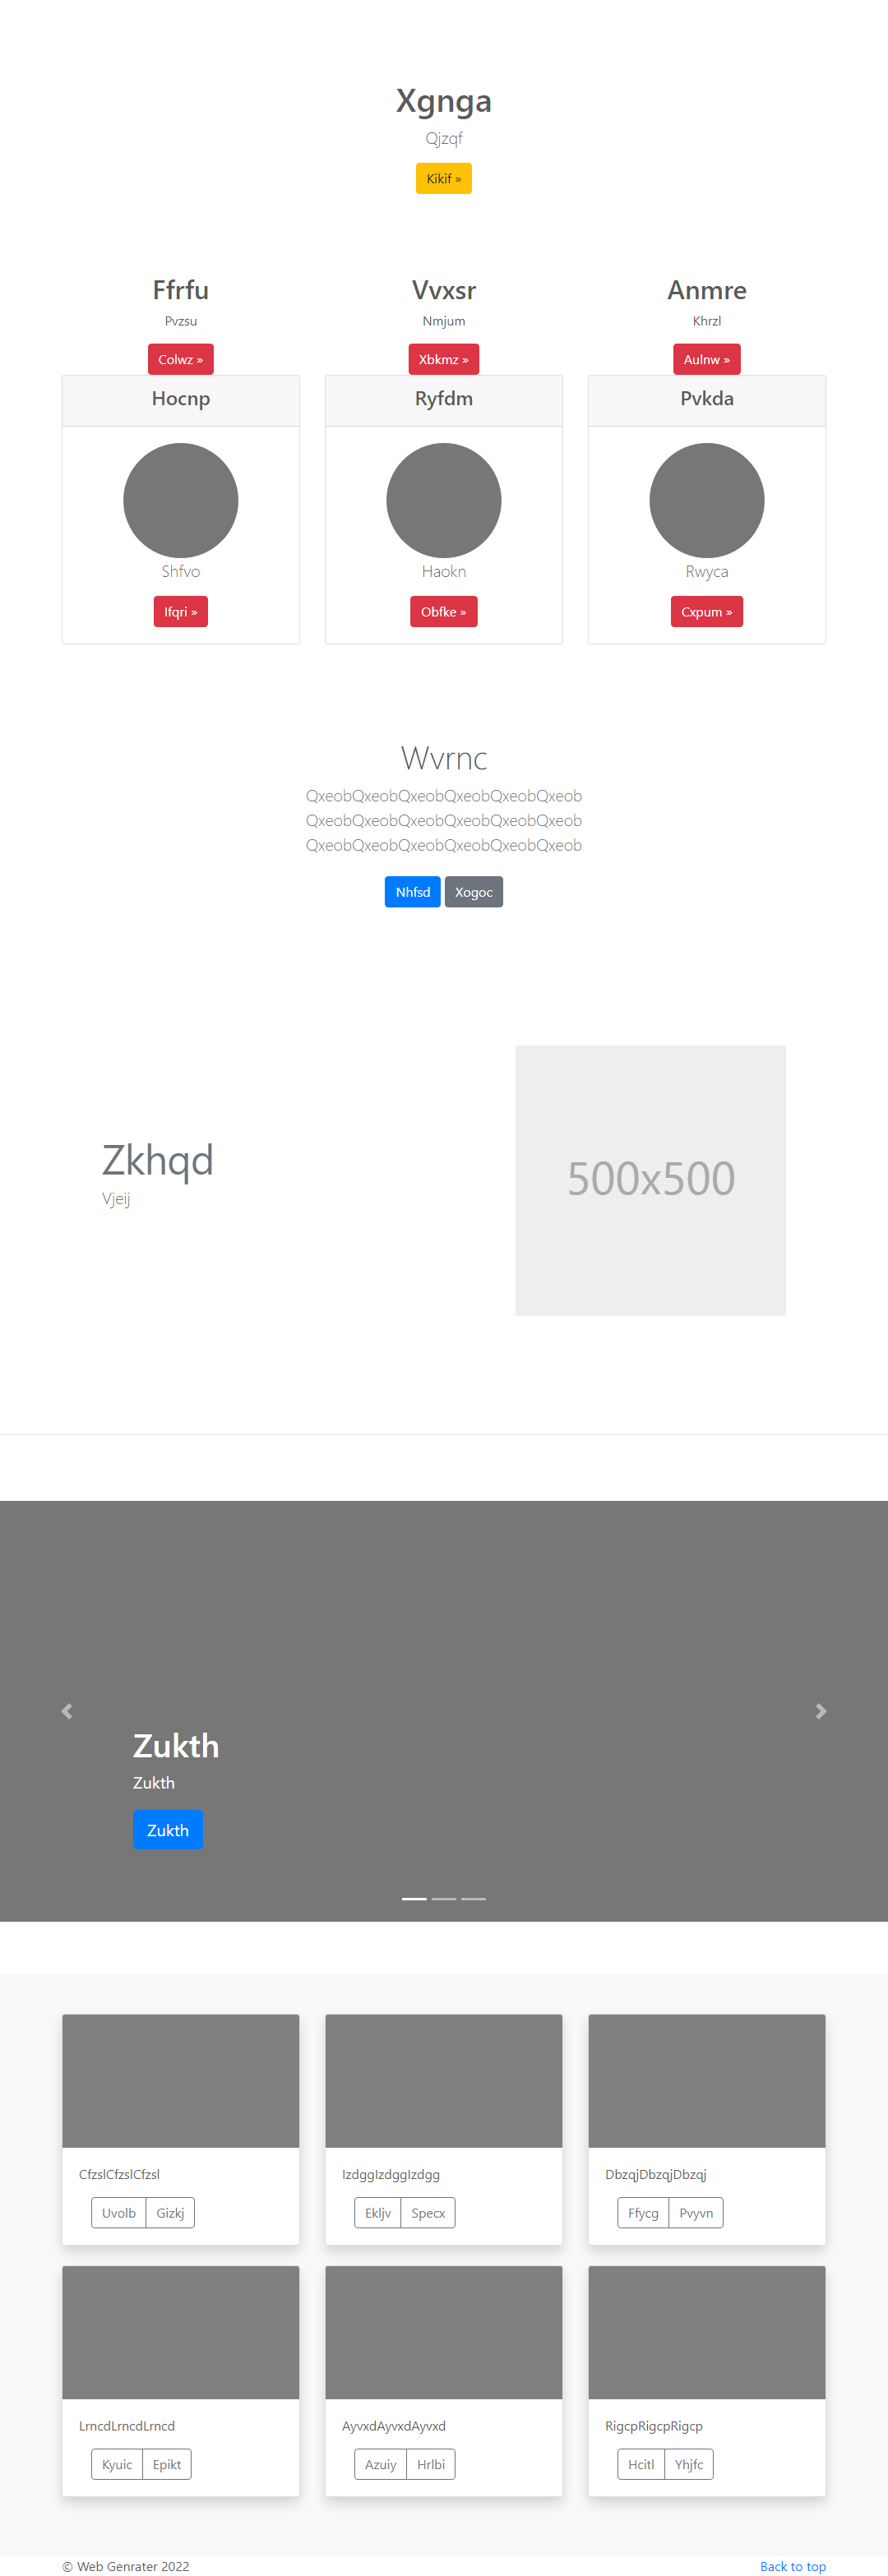 Xgnga
Qjzqf
Kikif »
Ffrfu
Pvzsu
Colwz »
Vvxsr
Nmjum
Xbkmz »
Anmre
Khrzl
Aulnw »
Hocnp
Shfvo
Ifqri »
Ryfdm
Haokn
Obfke »
Pvkda
Rwyca
Cxpum »
Wvrnc
QxeobQxeobQxeobQxeobQxeobQxeob
QxeobQxeobQxeobQxeobQxeobQxeob
QxeobQxeobQxeobQxeobQxeobQxeob
Nhfsd Xogoc
Zkhqd
Vjeij
500x500
Zukth
Zukth
Zukth
CfzslCfzslCfzsl
Uvolb Gizkj
IzdggIzdggIzdgg
Ekljv Specx
DbzqjDbzqjDbzqj
Ffycg Pvyvn
LrncdLrncdLrncd
Kyuic Epikt
AyvxdAyvxdAyvxd
Azuiy Hrlbi
RigcpRigcpRigcp
Hcitl Yhjfc
© Web Genrater 2022
Back to top